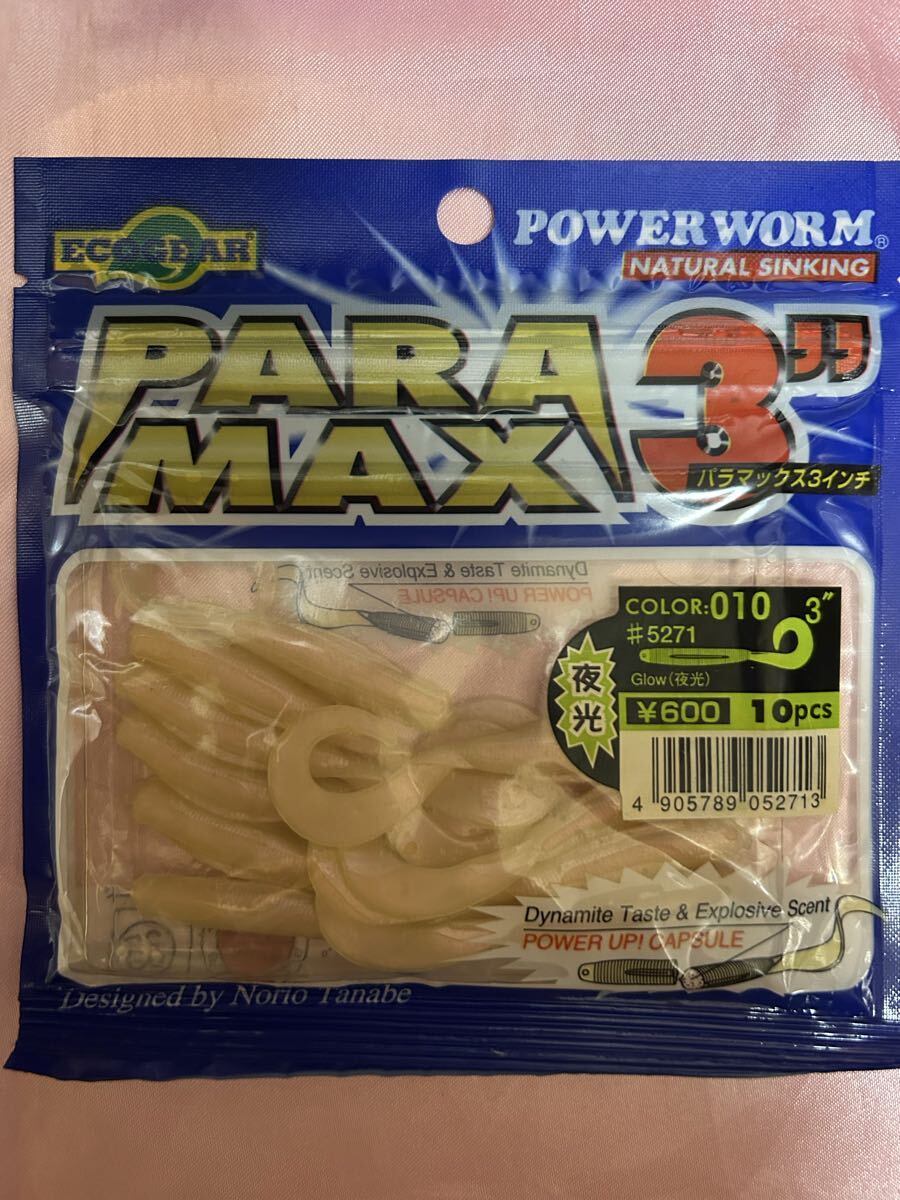 ECOGEAR®
POWERWORM®
NATURAL SINKING
PARA
MAX
3"
パラマックス3インチ
Dynamite Taste & Explosive Scent
POWER UP! CAPSULE
COLOR:010 3"
#5271
Glow(夜光)
夜光
¥600 10pcs
4 905789 052713
Dynamite Taste & Explosive Scent
POWER UP! CAPSULE
Designed by Norio Tanabe